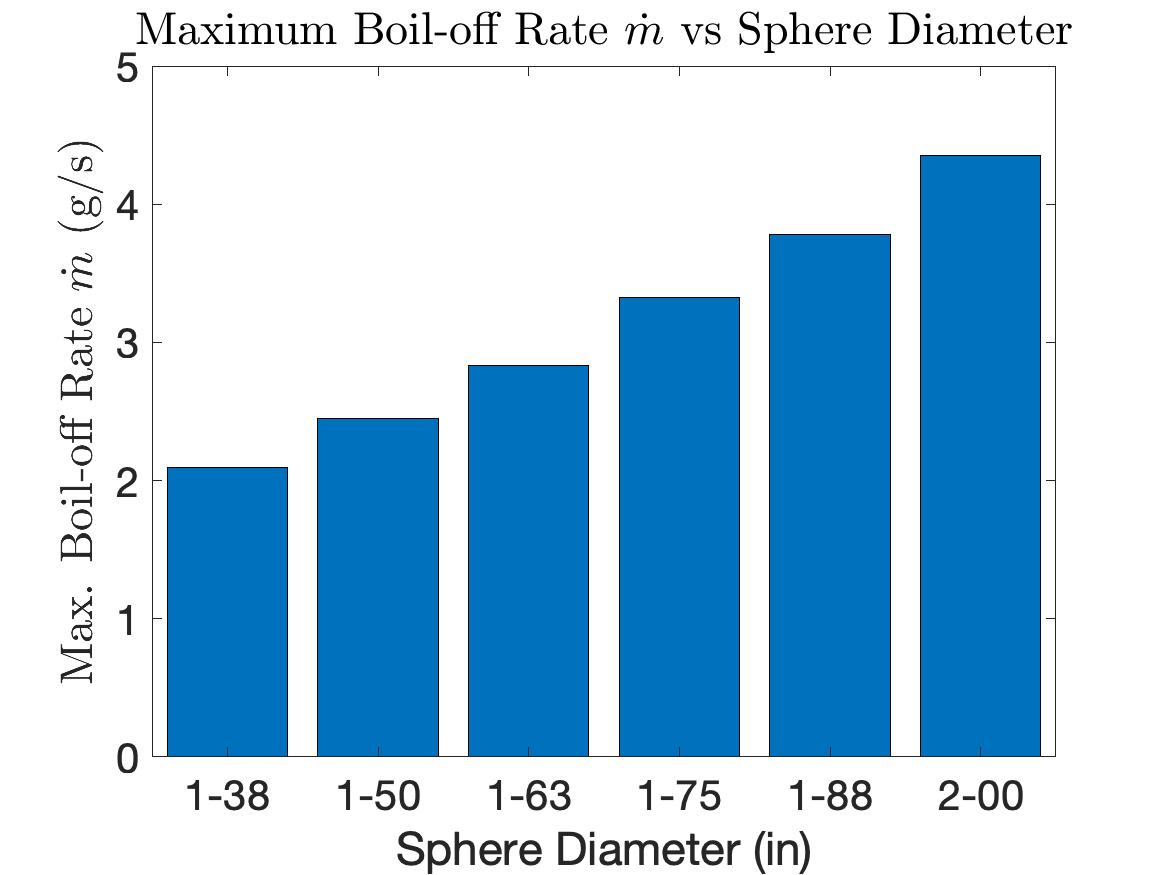 Maximum Boil-off Rate ṁ vs Sphere Diameter
Max. Boil-off Rate ṁ (g/s)
5
4
3
2
1
0
1-38 1-50 1-63 1-75 1-88 2-00
Sphere Diameter (in)